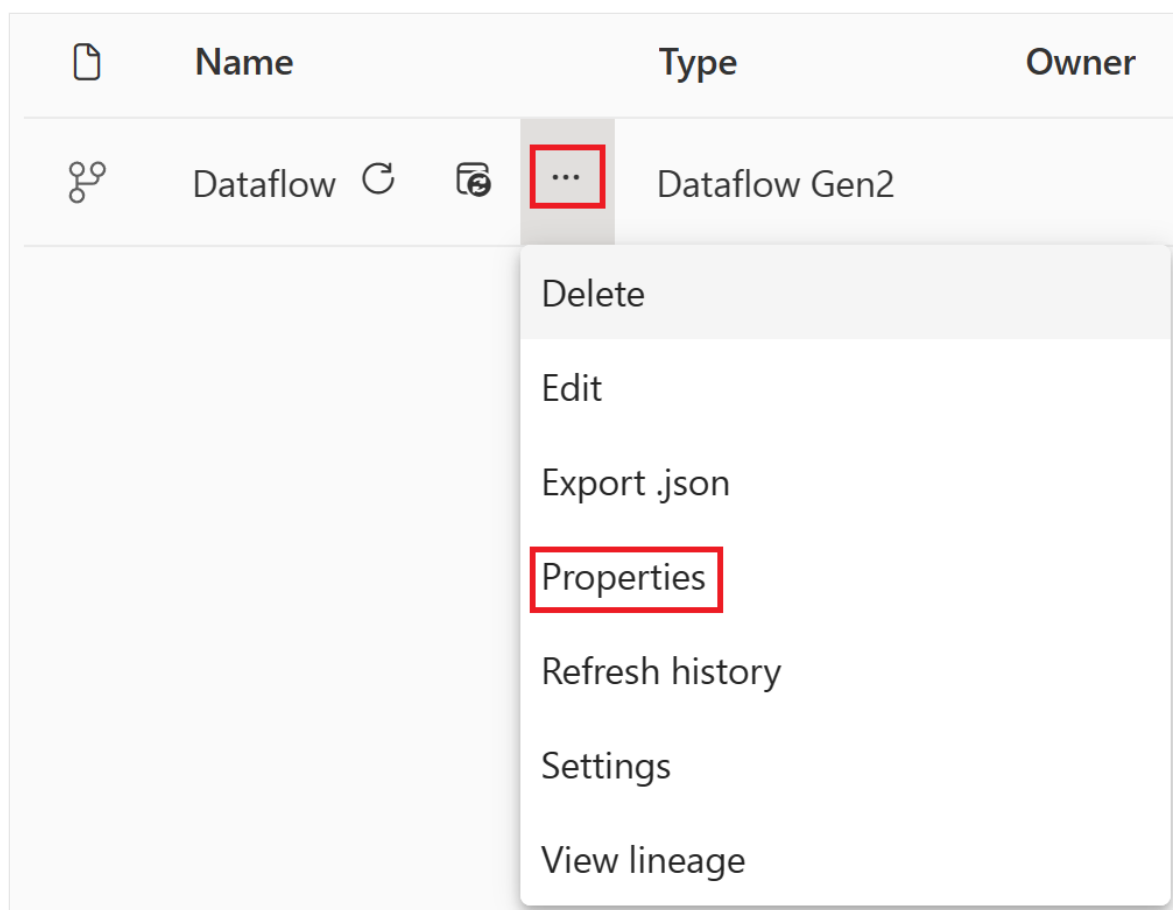 Name Type Owner
Dataflow ... Dataflow Gen2
Delete
Edit
Export .json
Properties
Refresh history
Settings
View lineage